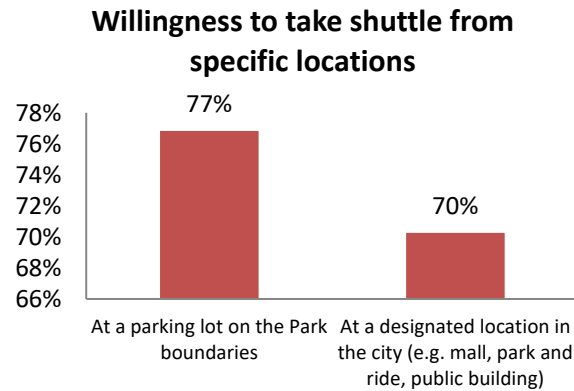 Willingness to take shuttle from
specific locations
78%
76%
74%
72%
70%
68%
66%
77%
70%
At a parking lot on the Park
boundaries
At a designated location in
the city (e.g. mall, park and
ride, public building)